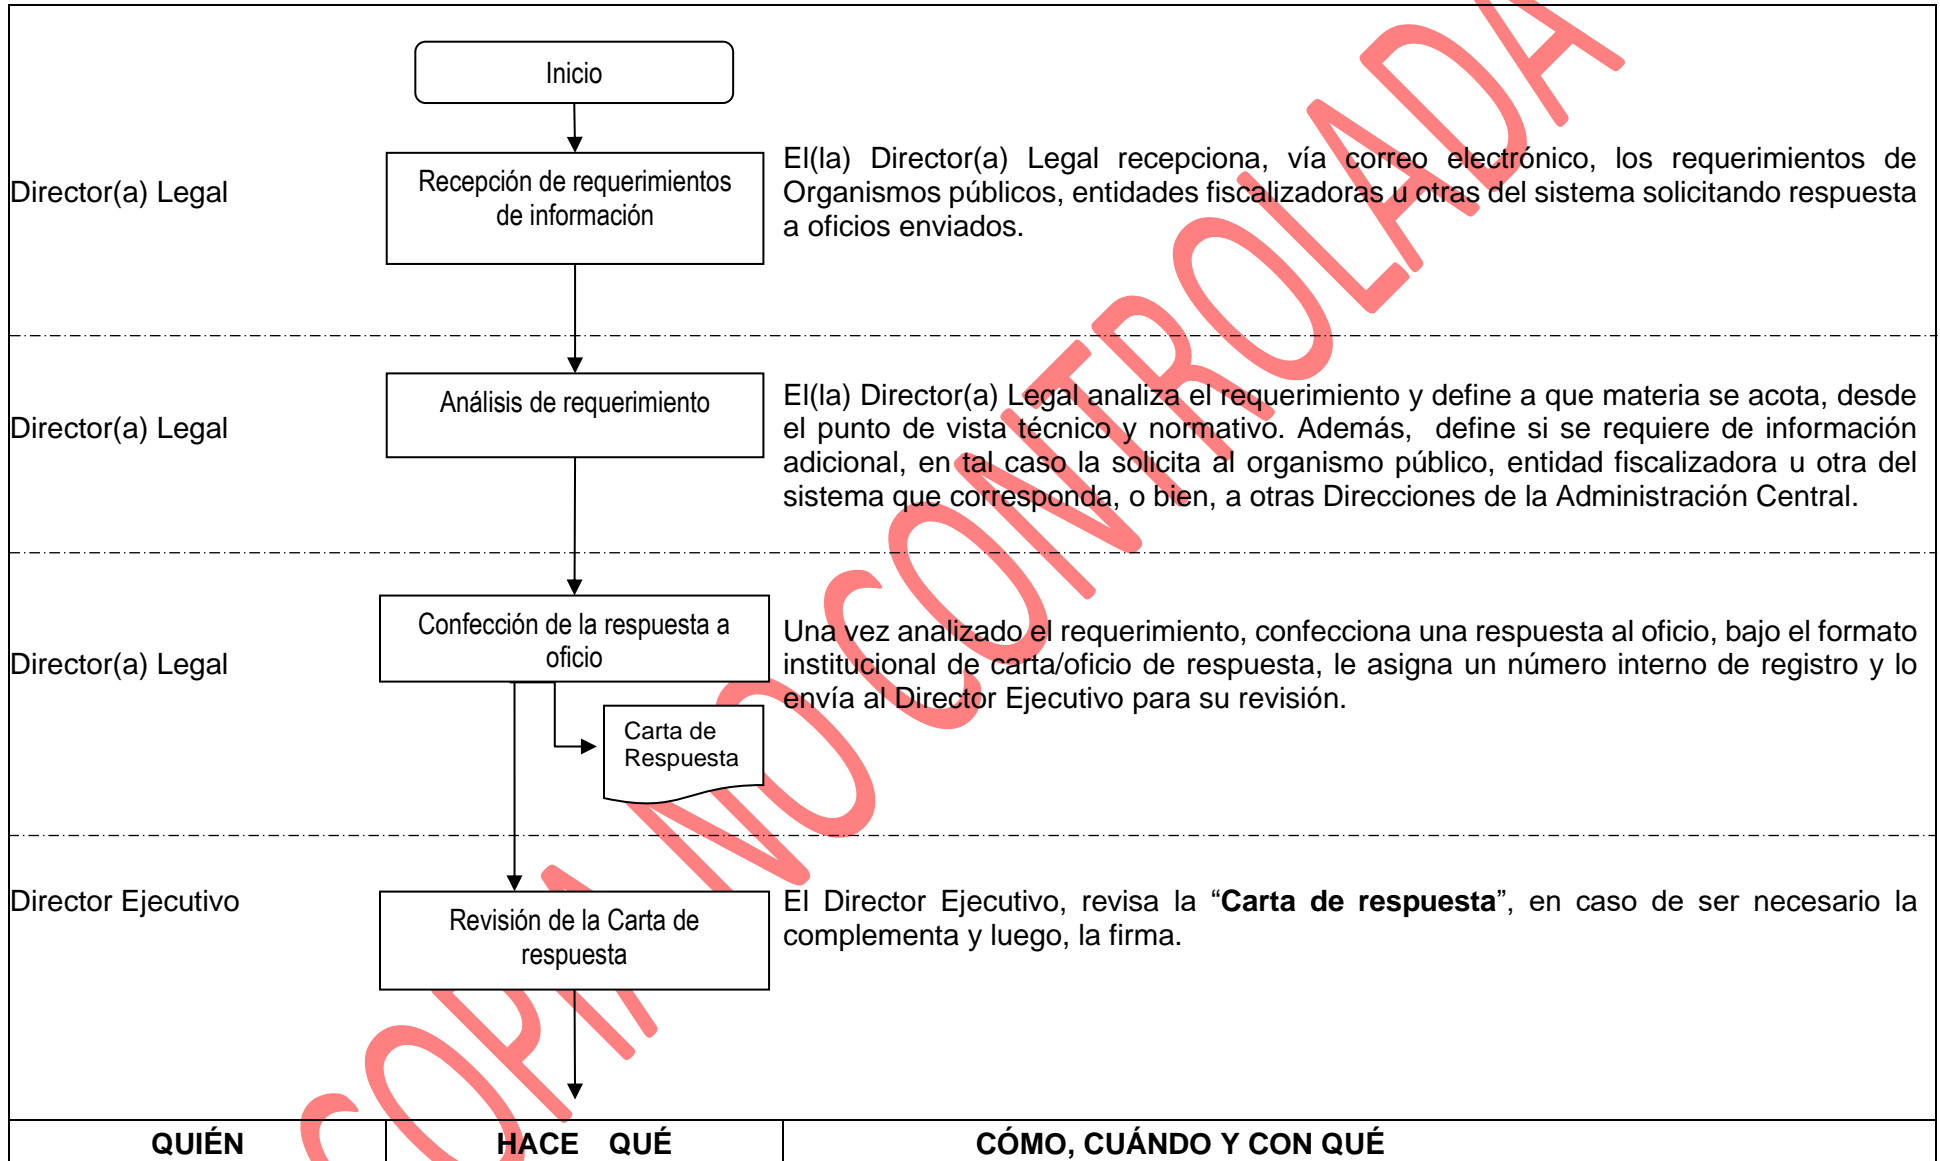 Inicio
Director(a) Legal
Recepción de requerimientos
de información
El(la) Director(a) Legal recepciona, vía correo electrónico, los requerimientos de
Organismos públicos, entidades fiscalizadoras u otras del sistema solicitando respuesta
a oficios enviados.
Director(a) Legal
Análisis de requerimiento
El(la) Director(a) Legal analiza el requerimiento y define a que materia se acota, desde
el punto de vista técnico y normativo. Además, define si se requiere de información
adicional, en tal caso la solicita al organismo público, entidad fiscalizadora u otra del
sistema que corresponda, o bien, a otras Direcciones de la Administración Central.
Director(a) Legal
Confección de la respuesta a
oficio
Una vez analizado el requerimiento, confecciona una respuesta al oficio, bajo el formato
institucional de carta/oficio de respuesta, le asigna un número interno de registro y lo
envía al Director Ejecutivo para su revisión.
Carta de
Respuesta
Director Ejecutivo
Revisión de la Carta de
respuesta
El Director Ejecutivo, revisa la “Carta de respuesta”, en caso de ser necesario la
complementa y luego, la firma.
QUIÉN HACE QUÉ CÓMO, CUÁNDO Y CON QUÉ
COPIA NO CONTROLADA